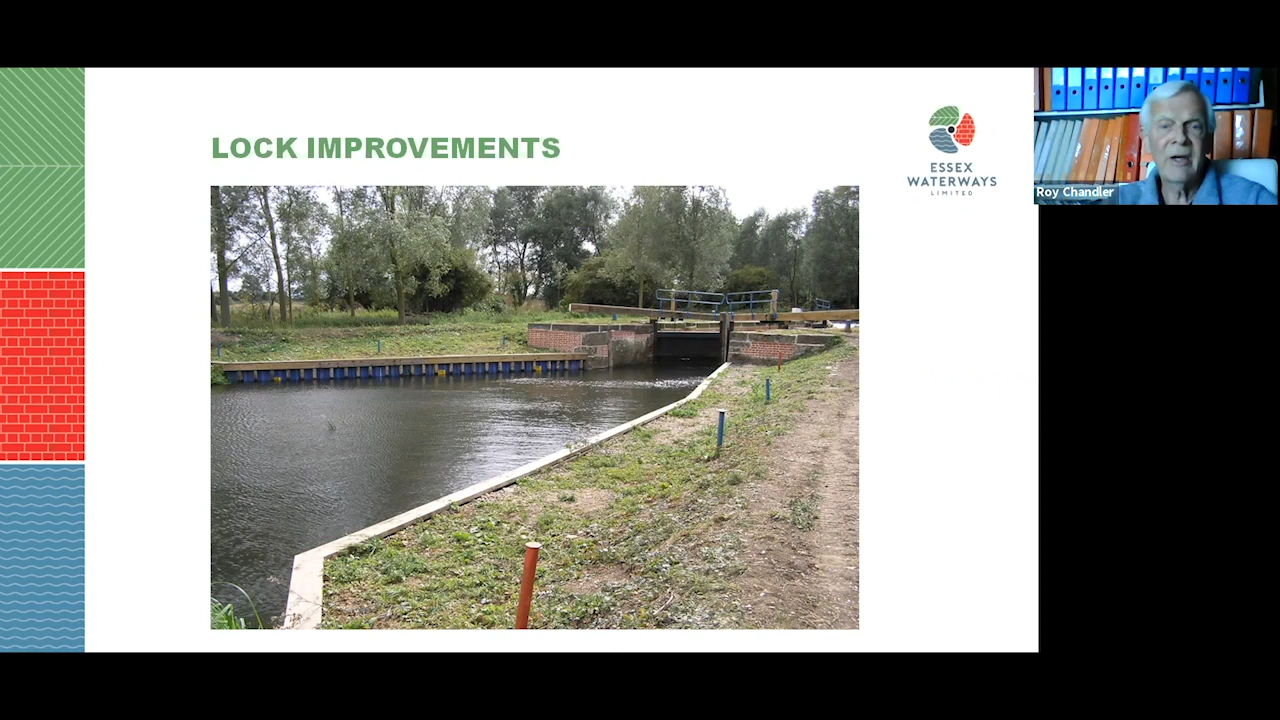 LOCK IMPROVEMENTS
ESSEX
WATERWAYS
LIMITED
Roy Chandler